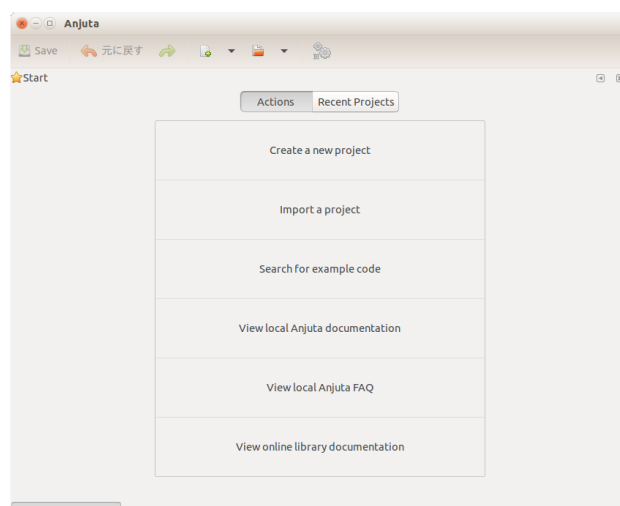 Anjuta
Save 元に戻す
Start
Actions Recent Projects
Create a new project
Import a project
Search for example code
View local Anjuta documentation
View local Anjuta FAQ
View online library documentation